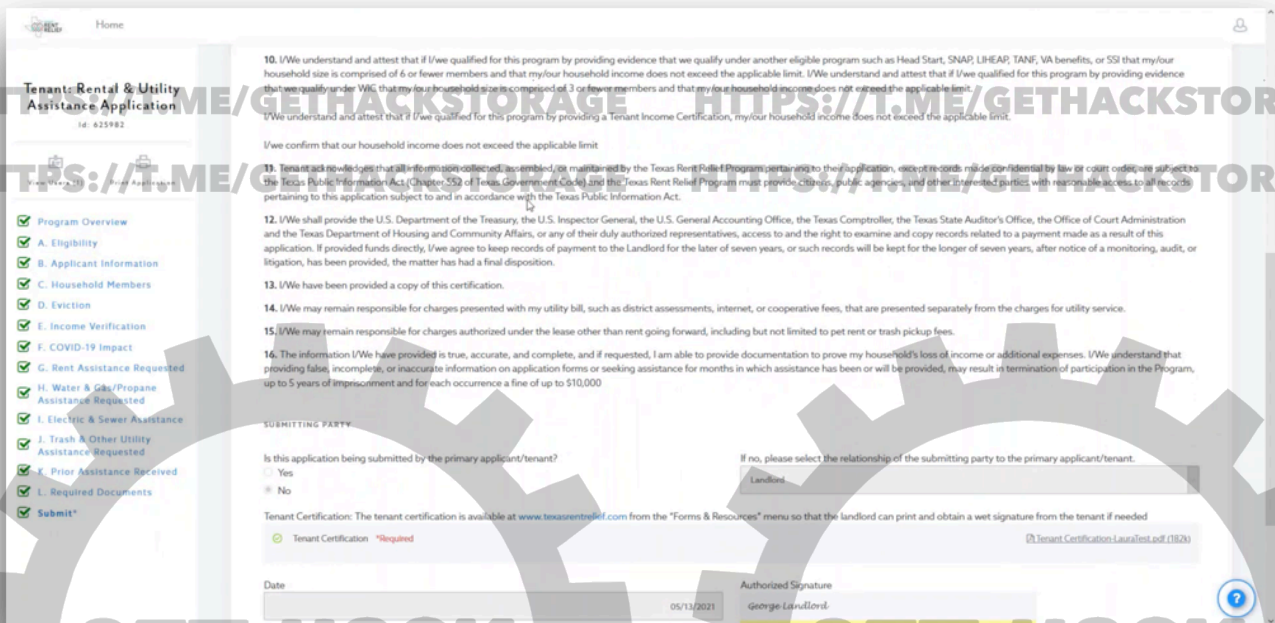 RENT
RELIEF
Home
Tenant: Rental & Utility
Assistance Application
Id: 625982
View Users (1) Print Application
Program Overview
A. Eligibility
B. Applicant Information
C. Household Members
D. Eviction
E. Income Verification
F. COVID-19 Impact
G. Rent Assistance Requested
H. Water & Gas/Propane
Assistance Requested
I. Electric & Sewer Assistance
J. Trash & Other Utility
Assistance Requested
K. Prior Assistance Received
L. Required Documents
Submit*
10. I/We understand and attest that if I/we qualified for this program by providing evidence that we qualify under another eligible program such as Head Start, SNAP, LIHEAP, TANF, VA benefits, or SSI that my/our
household size is comprised of 6 or fewer members and that my/our household income does not exceed the applicable limit. I/We understand and attest that if I/we qualified for this program by providing evidence
that we qualify under WIC that my/our household size is comprised of 3 or fewer members and that my/our household income does not exceed the applicable limit.
I/We understand and attest that if I/we qualified for this program by providing a Tenant Income Certification, my/our household income does not exceed the applicable limit.
I/we confirm that our household income does not exceed the applicable limit
11. Tenant acknowledges that all information collected, assembled, or maintained by the Texas Rent Relief Program pertaining to their application, except records made confidential by law or court order, are subject to
the Texas Public Information Act (Chapter 552 of Texas Government Code) and the Texas Rent Relief Program must provide citizens, public agencies, and other interested parties with reasonable access to all records
pertaining to this application subject to and in accordance with the Texas Public Information Act.
12. I/We shall provide the U.S. Department of the Treasury, the U.S. Inspector General, the U.S. General Accounting Office, the Texas Comptroller, the Texas State Auditor's Office, the Office of Court Administration
and the Texas Department of Housing and Community Affairs, or any of their duly authorized representatives, access to and the right to examine and copy records related to a payment made as a result of this
application. If provided funds directly, I/we agree to keep records of payment to the Landlord for the later of seven years, or such records will be kept for the longer of seven years, after notice of a monitoring, audit, or
litigation, has been provided, the matter has had a final disposition.
13. I/We have been provided a copy of this certification.
14. I/We may remain responsible for charges presented with my utility bill, such as district assessments, internet, or cooperative fees, that are presented separately from the charges for utility service.
15. I/We may remain responsible for charges authorized under the lease other than rent going forward, including but not limited to pet rent or trash pickup fees.
16. The information I/We have provided is true, accurate, and complete, and if requested, I am able to provide documentation to prove my household's loss of income or additional expenses. I/We understand that
providing false, incomplete, or inaccurate information on application forms or seeking assistance for months in which assistance has been or will be provided, may result in termination of participation in the Program,
up to 5 years of imprisonment and for each occurrence a fine of up to $10,000
SUBMITTING PARTY
Is this application being submitted by the primary applicant/tenant?
Yes
No
If no, please select the relationship of the submitting party to the primary applicant/tenant.
Landlord
Tenant Certification: The tenant certification is available at www.texasrentrelief.com from the "Forms & Resources" menu so that the landlord can print and obtain a wet signature from the tenant if needed
Tenant Certification *Required
Tenant Certification-LauraTest.pdf (182k)
Date
05/13/2021
Authorized Signature
George Landlord
?
TTPS://T.ME/GETHACKSTORAGE HTTPS://T.ME/GETHACKSTOR
TTPS://T.ME/GETHACKSTORAGE HTTPS://T.ME/GETHACKSTOR